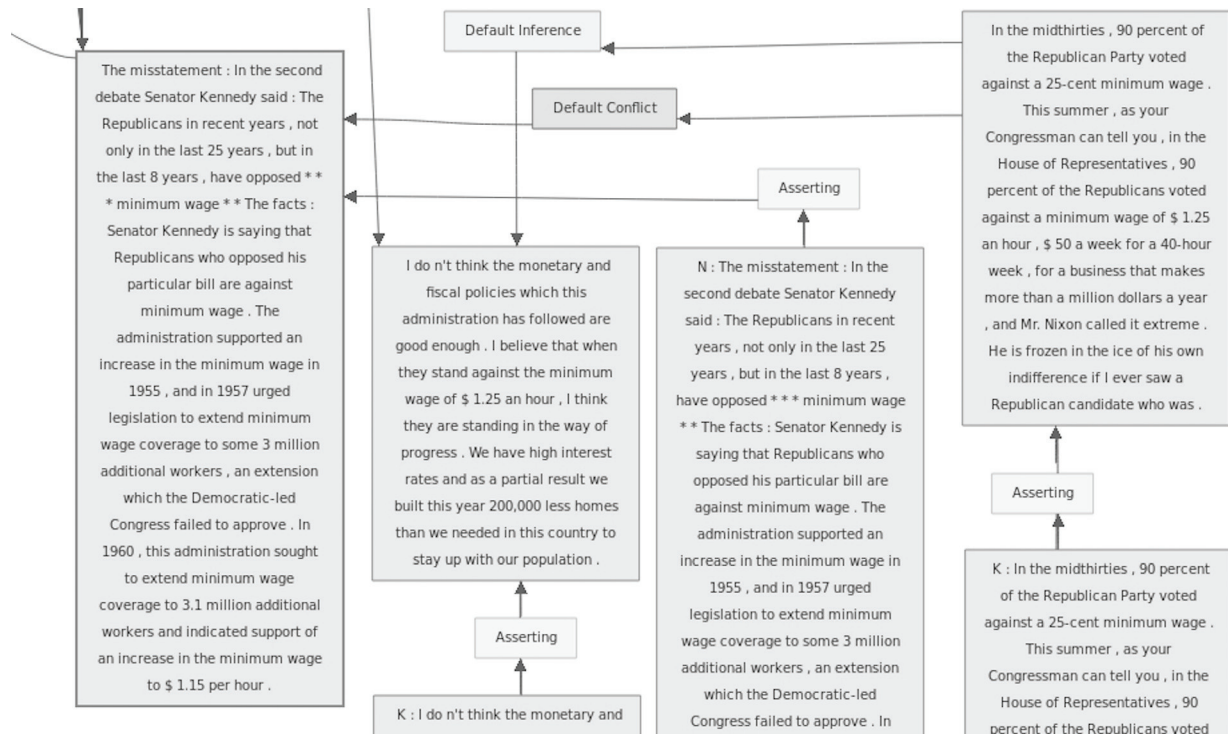 Default Inference
Default Conflict
Asserting
The misstatement : In the second
debate Senator Kennedy said : The
Republicans in recent years , not
only in the last 25 years , but in
the last 8 years , have opposed * *
* minimum wage * * The facts :
Senator Kennedy is saying that
Republicans who opposed his
particular bill are against
minimum wage . The
administration supported an
increase in the minimum wage in
1955 , and in 1957 urged
legislation to extend minimum
wage coverage to some 3 million
additional workers , an extension
which the Democratic-led
Congress failed to approve . In
1960 , this administration sought
to extend minimum wage
coverage to 3.1 million additional
workers and indicated support of
an increase in the minimum wage
to $ 1.15 per hour .
I do n't think the monetary and
fiscal policies which this
administration has followed are
good enough . I believe that when
they stand against the minimum
wage of $ 1.25 an hour , I think
they are standing in the way of
progress . We have high interest
rates and as a partial result we
built this year 200,000 less homes
than we needed in this country to
stay up with our population .
Asserting
K : I do n't think the monetary and
N : The misstatement : In the
second debate Senator Kennedy
said : The Republicans in recent
years , not only in the last 25
years , but in the last 8 years ,
have opposed * * * minimum wage
* * The facts : Senator Kennedy is
saying that Republicans who
opposed his particular bill are
against minimum wage . The
administration supported an
increase in the minimum wage in
1955 , and in 1957 urged
legislation to extend minimum
wage coverage to some 3 million
additional workers , an extension
which the Democratic-led
Congress failed to approve . In
In the midthirties , 90 percent of
the Republican Party voted
against a 25-cent minimum wage .
This summer , as your
Congressman can tell you , in the
House of Representatives , 90
percent of the Republicans voted
against a minimum wage of $ 1.25
an hour , $ 50 a week for a 40-hour
week , for a business that makes
more than a million dollars a year
, and Mr. Nixon called it extreme .
He is frozen in the ice of his own
indifference if I ever saw a
Republican candidate who was .
Asserting
K : In the midthirties , 90 percent
of the Republican Party voted
against a 25-cent minimum wage .
This summer , as your
Congressman can tell you , in the
House of Representatives , 90
percent of the Republicans voted